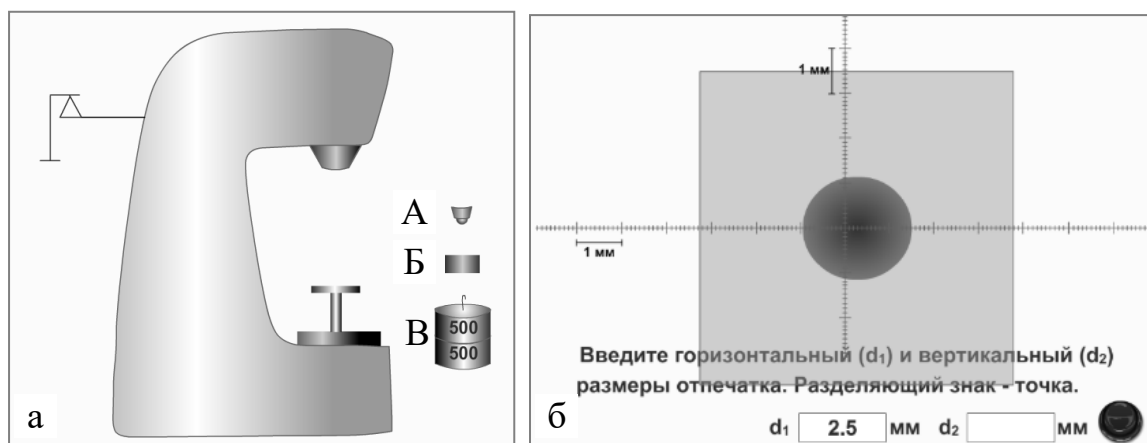 А
Б
В
500
500
а
1 мм
1 мм
Введите горизонтальный (d₁) и вертикальный (d₂)
размеры отпечатка. Разделяющий знак - точка.
d₁ 2.5 мм d₂ мм
б